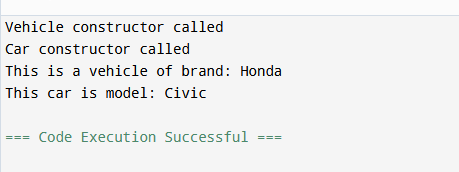 Vehicle constructor called
Car constructor called
This is a vehicle of brand: Honda
This car is model: Civic
=== Code Execution Successful ===